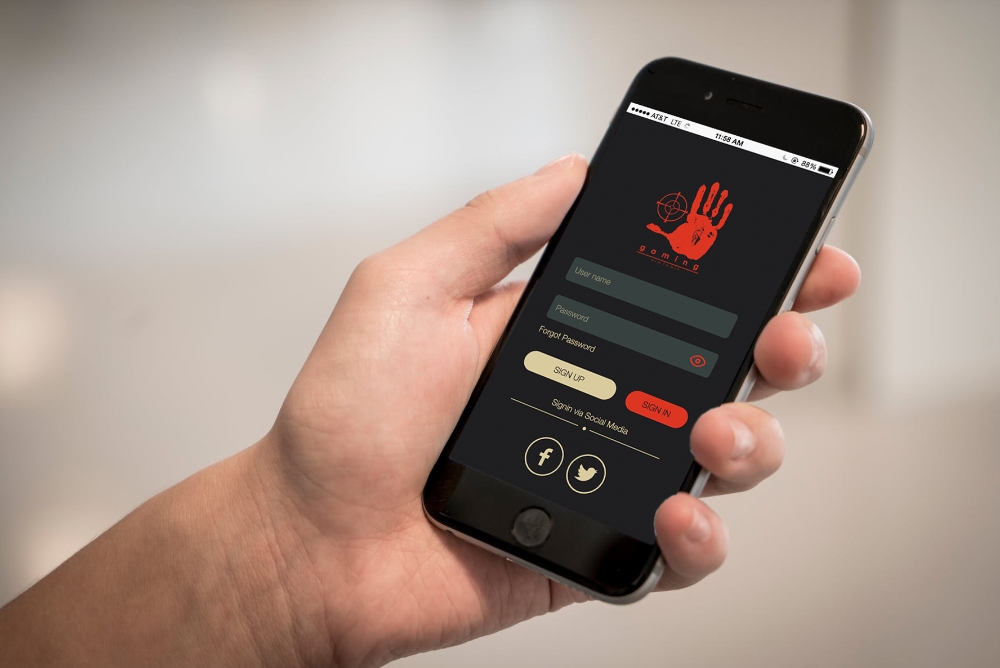 AT&T LTE 11:58 AM 88%
gaming
User name
Password
Forgot Password
SIGN UP
SIGN IN
Signin via Social Media